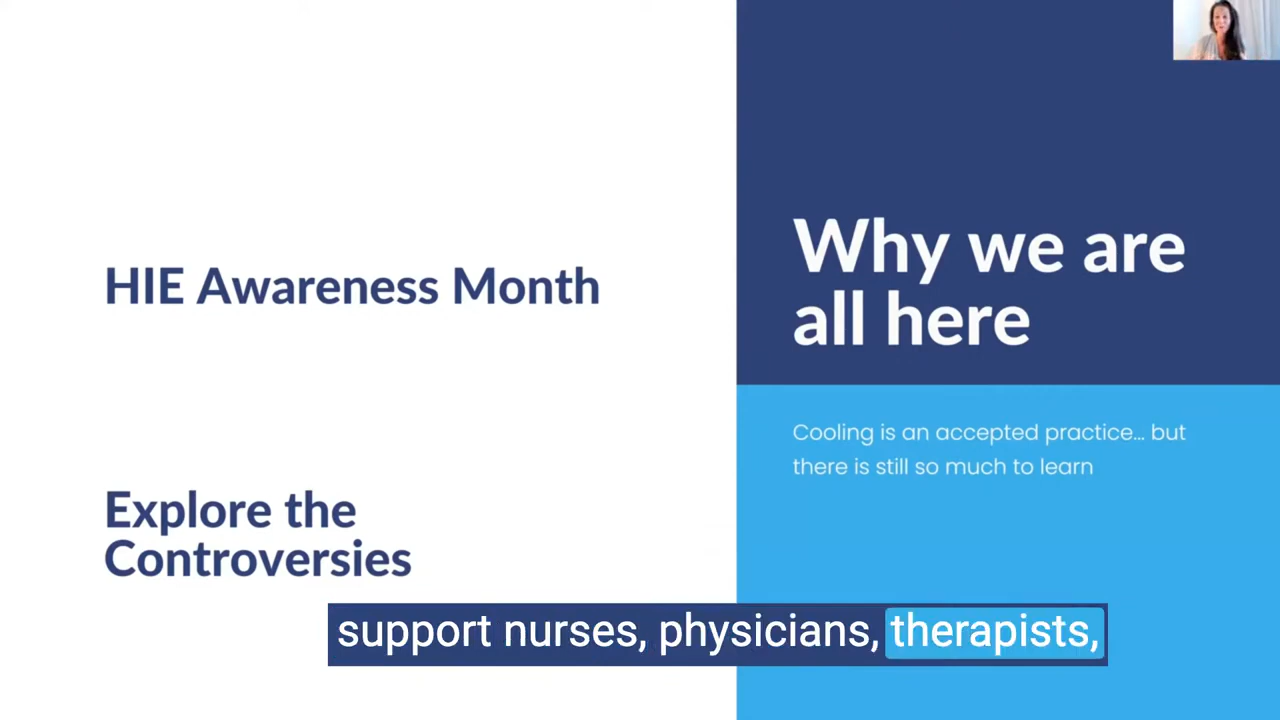 HIE Awareness Month
Explore the
Controversies
Why we are
all here
Cooling is an accepted practice... but
there is still so much to learn
support nurses, physicians, therapists,